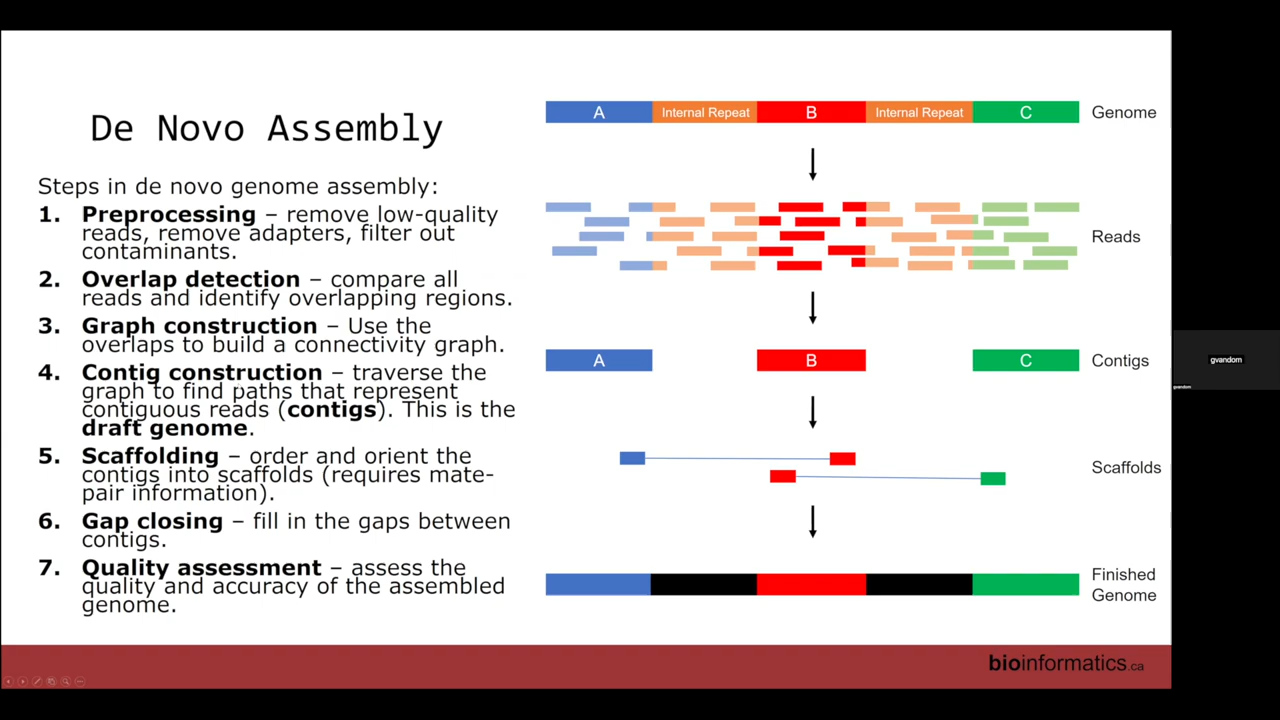 De Novo Assembly
Steps in de novo genome assembly:
1. Preprocessing – remove low-quality
reads, remove adapters, filter out
contaminants.
2. Overlap detection – compare all
reads and identify overlapping regions.
3. Graph construction – Use the
overlaps to build a connectivity graph.
4. Contig construction – traverse the
graph to find paths that represent
contiguous reads (contigs). This is the
draft genome.
5. Scaffolding – order and orient the
contigs into scaffolds (requires mate-
pair information).
6. Gap closing – fill in the gaps between
contigs.
7. Quality assessment – assess the
quality and accuracy of the assembled
genome.
A Internal Repeat B Internal Repeat C Genome
Reads
A B C Contigs
Scaffolds
Finished
Genome
bioinformatics.ca
gvandom
gvandom